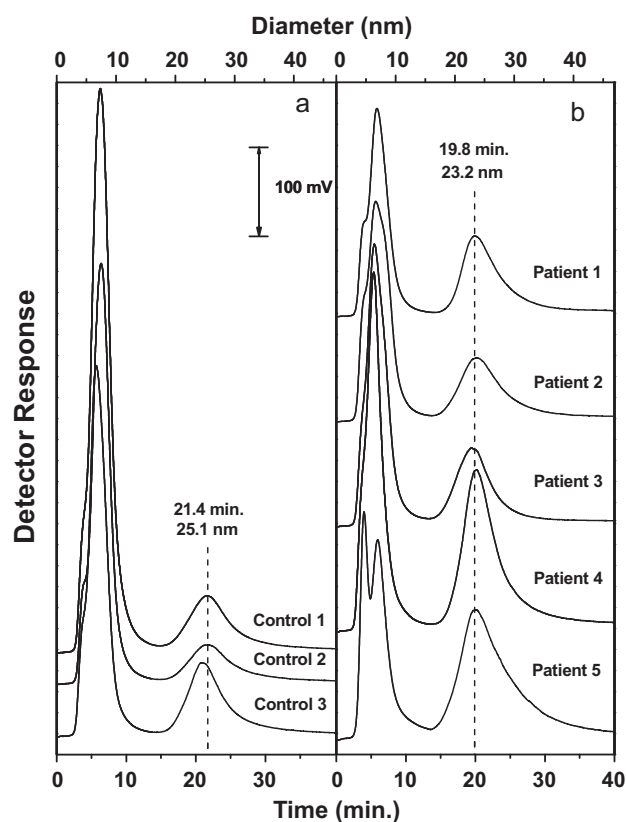 Diameter (nm)
0 10 20 30 40 0 10 20 30 40
a
b
100 mV
19.8 min.
23.2 nm
Patient 1
Patient 2
Patient 3
Patient 4
Patient 5
21.4 min.
25.1 nm
Control 1
Control 2
Control 3
Detector Response
0 10 20 30 0 10 20 30 40
Time (min.)